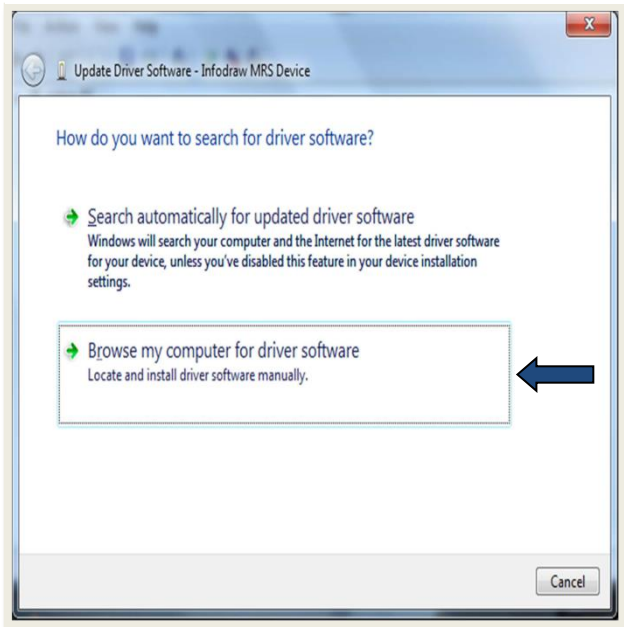 Update Driver Software - Infodraw MRS Device
How do you want to search for driver software?
Search automatically for updated driver software
Windows will search your computer and the Internet for the latest driver software
for your device, unless you've disabled this feature in your device installation
settings.
Browse my computer for driver software
Locate and install driver software manually.
Cancel